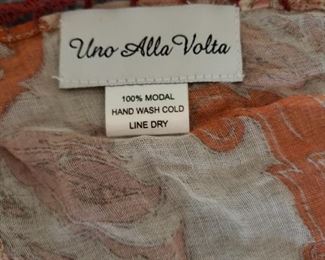 Uno Alla Volta
100% MODAL
HAND WASH COLD
LINE DRY